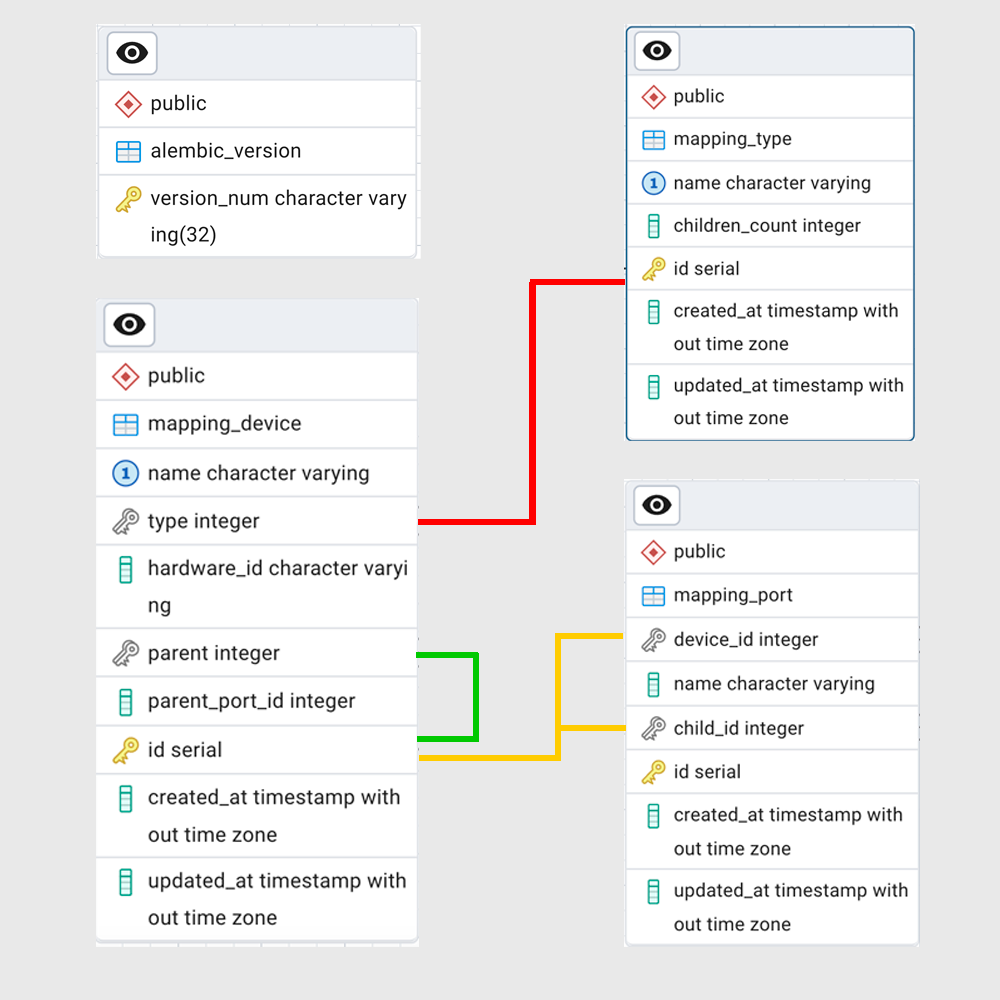 public
alembic_version
version_num character vary
ing(32)
public
mapping_device
1 name character varying
type integer
hardware_id character varyi
ng
parent integer
parent_port_id integer
id serial
created_at timestamp with
out time zone
updated_at timestamp with
out time zone
public
mapping_type
1 name character varying
children_count integer
id serial
created_at timestamp with
out time zone
updated_at timestamp with
out time zone
public
mapping_port
device_id integer
name character varying
child_id integer
id serial
created_at timestamp with
out time zone
updated_at timestamp with
out time zone